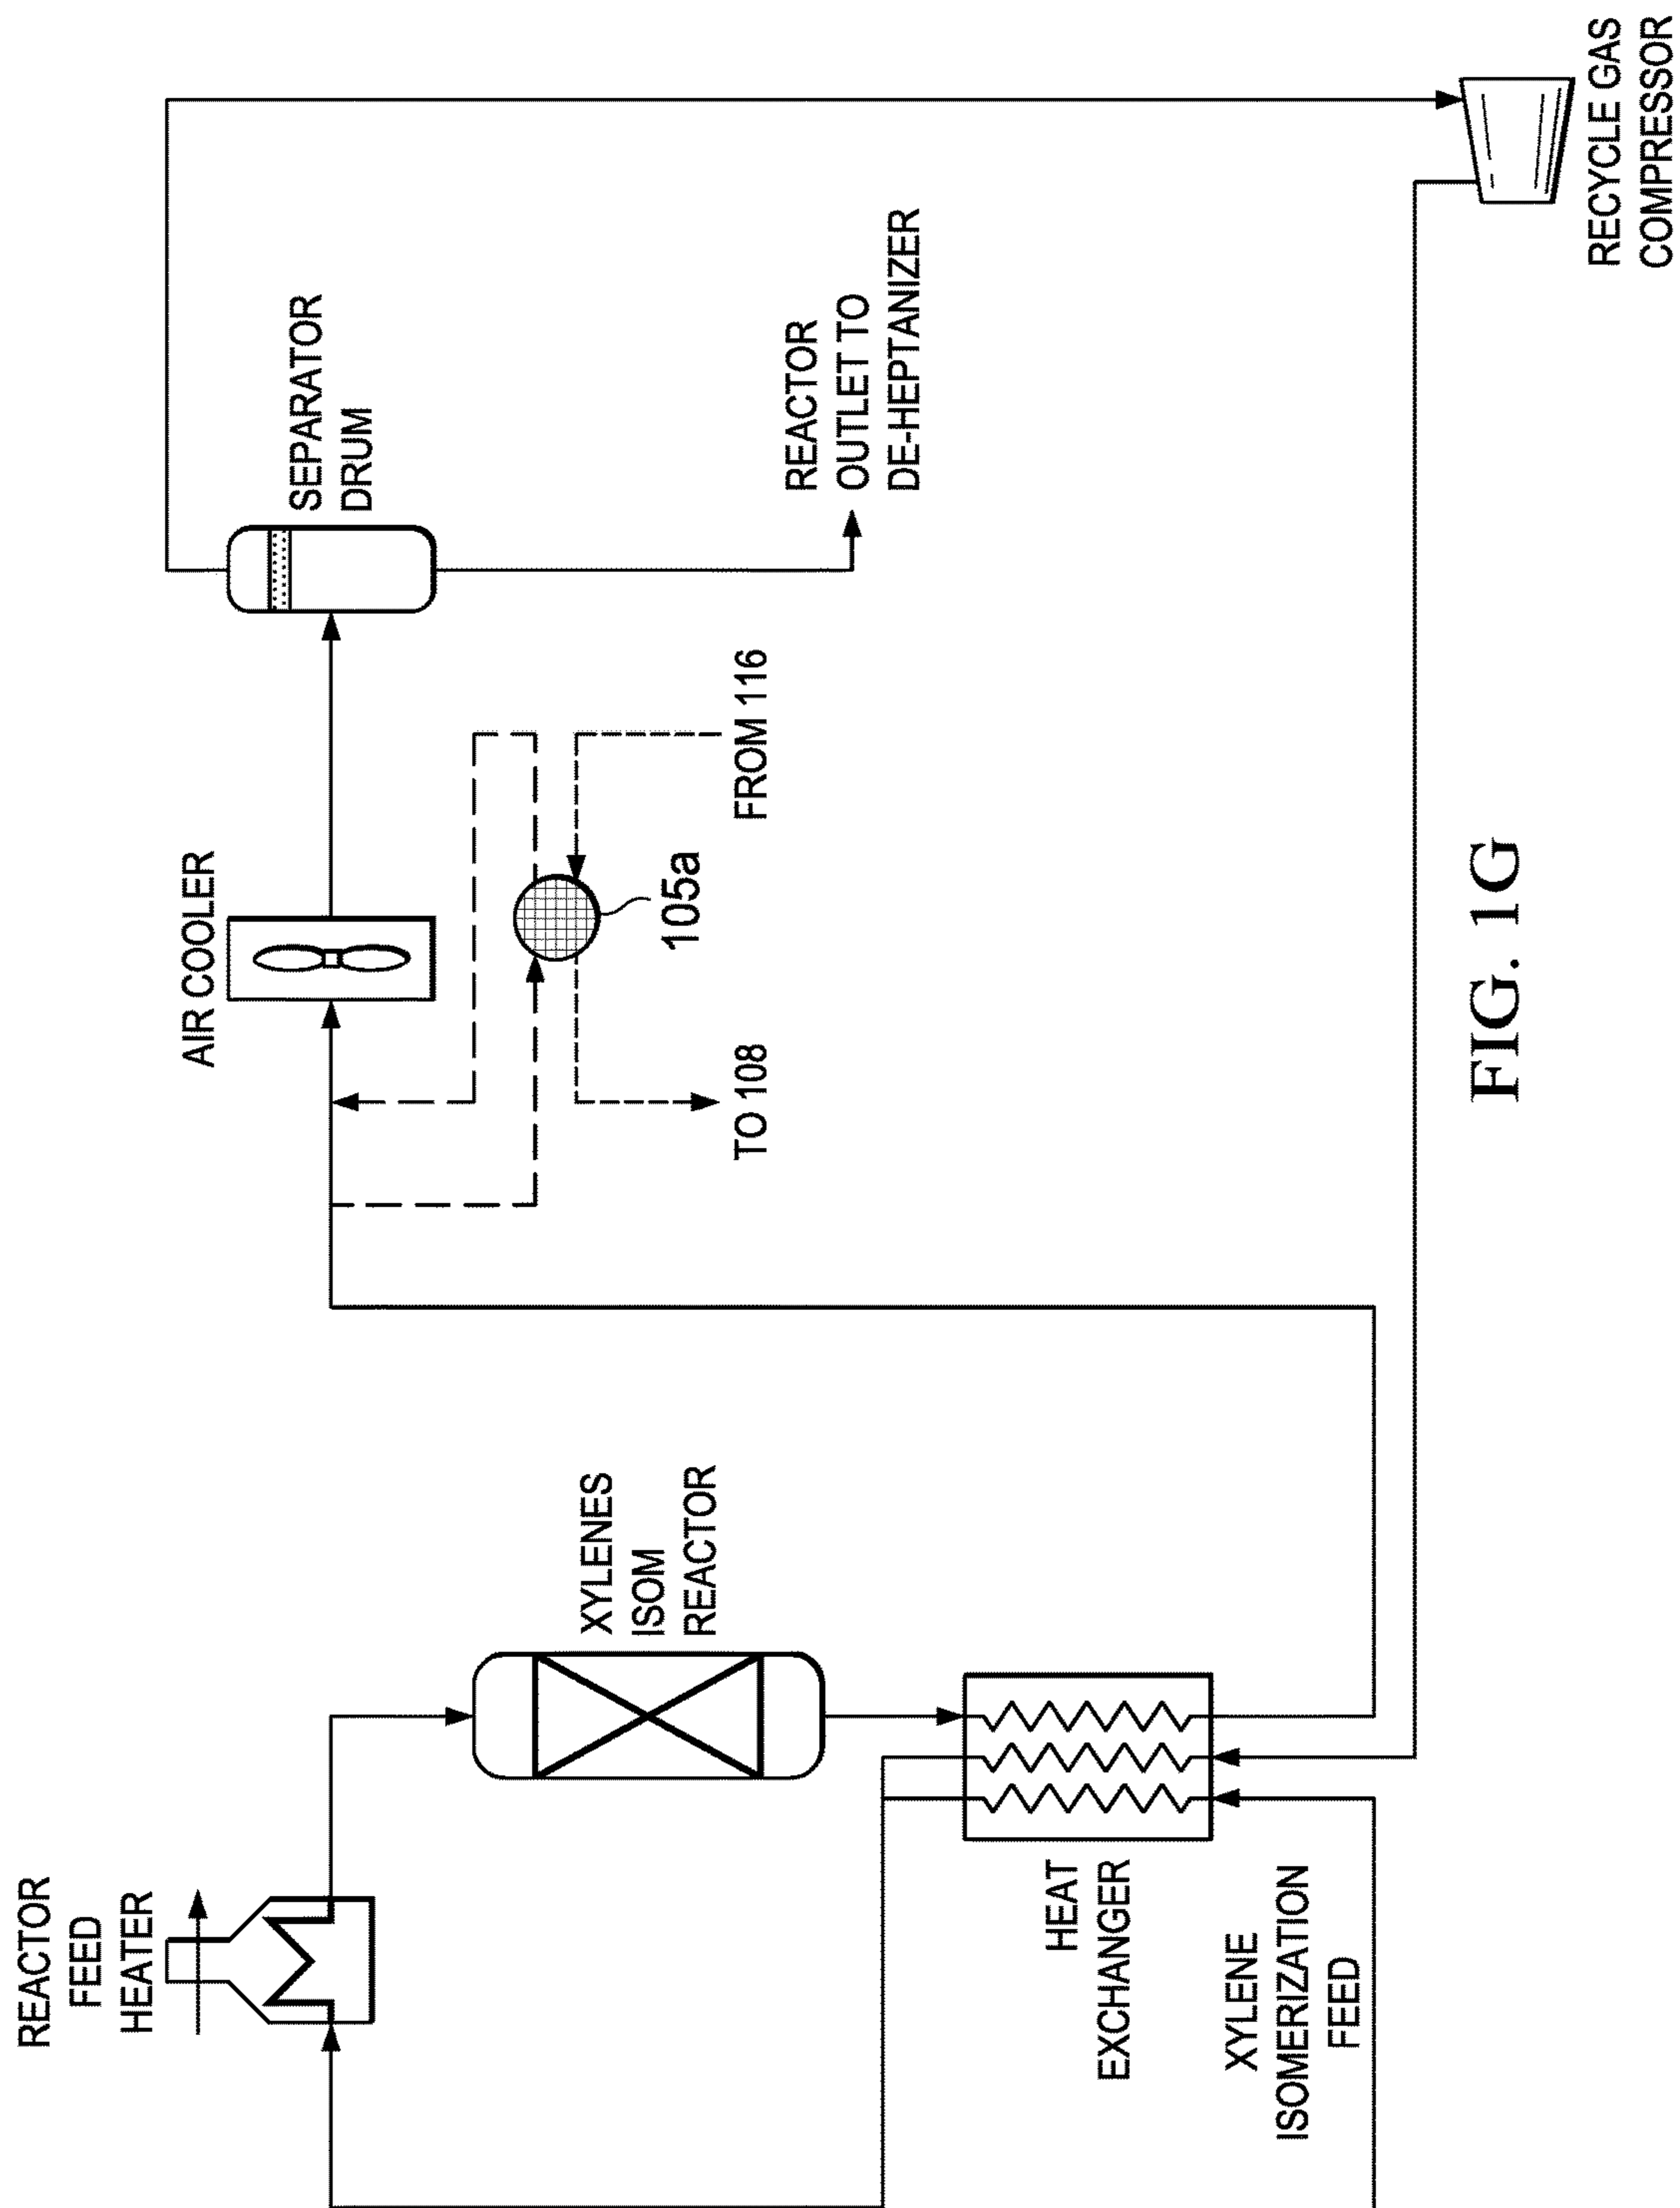 REACTOR
FEED
HEATER
XYLENES
ISOM
REACTOR
HEAT
EXCHANGER
XYLENE
ISOMERIZATION
FEED
AIR COOLER
TO 108
105a
FROM 116
SEPARATOR
DRUM
REACTOR
OUTLET TO
DE-HEPTANIZER
RECYCLE GAS
COMPRESSOR
FIG. 1G